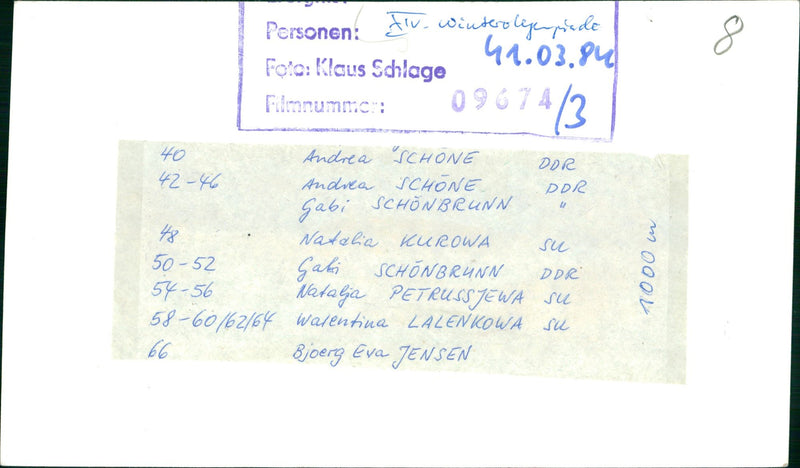 Personen: XIV. Winterolympiade
41.03.84
Foto: Klaus Schlage
Filmnummer: 09674/3
8
40 Andrea SCHÖNE DDR
42-46 Andrea SCHÖNE DDR
Gabi SCHÖNBRUNN "
48 Natalia KUROWA SU
50-52 Gabi SCHÖNBRUNN DDR
54-56 Natalja PETRUSSJEWA SU
58-60/62/64 Walentina LALENKOWA SU
66 Bjoerg Eva JENSEN
1000 m